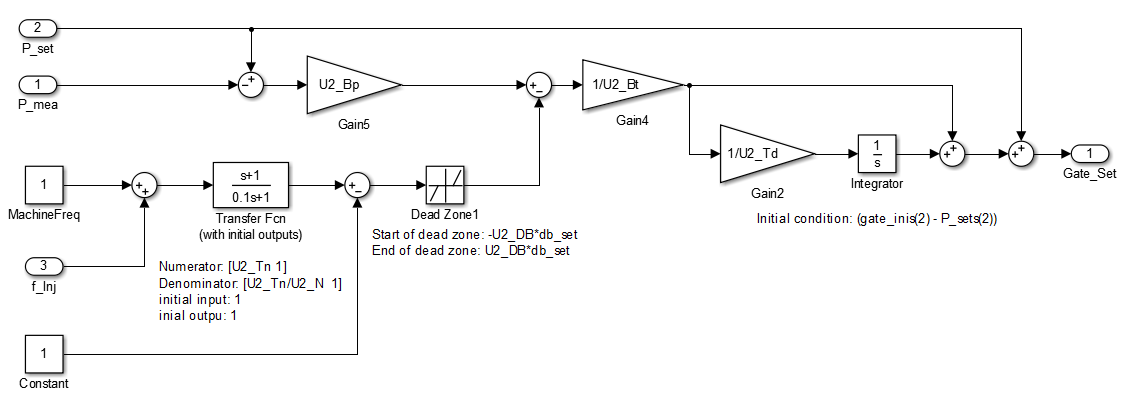 2
P_set
1
P_mea
U2_Bp
Gain5
1/U2_Bt
Gain4
1/U2_Td
Gain2
1
s
Integrator
1
Gate_Set
Initial condition: (gate_inis(2) - P_sets(2))
1
MachineFreq
s+1
0.1s+1
Transfer Fcn
(with initial outputs)
Dead Zone1
Start of dead zone: -U2_DB*db_set
End of dead zone: U2_DB*db_set
3
f_Inj
Numerator: [U2_Tn 1]
Denominator: [U2_Tn/U2_N  1]
initial input: 1
inial outpu: 1
1
Constant